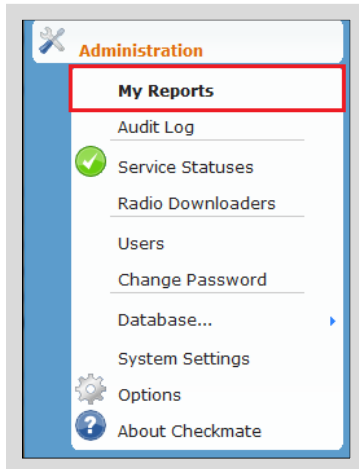 Administration
My Reports
Audit Log
Service Statuses
Radio Downloaders
Users
Change Password
Database...
System Settings
Options
About Checkmate